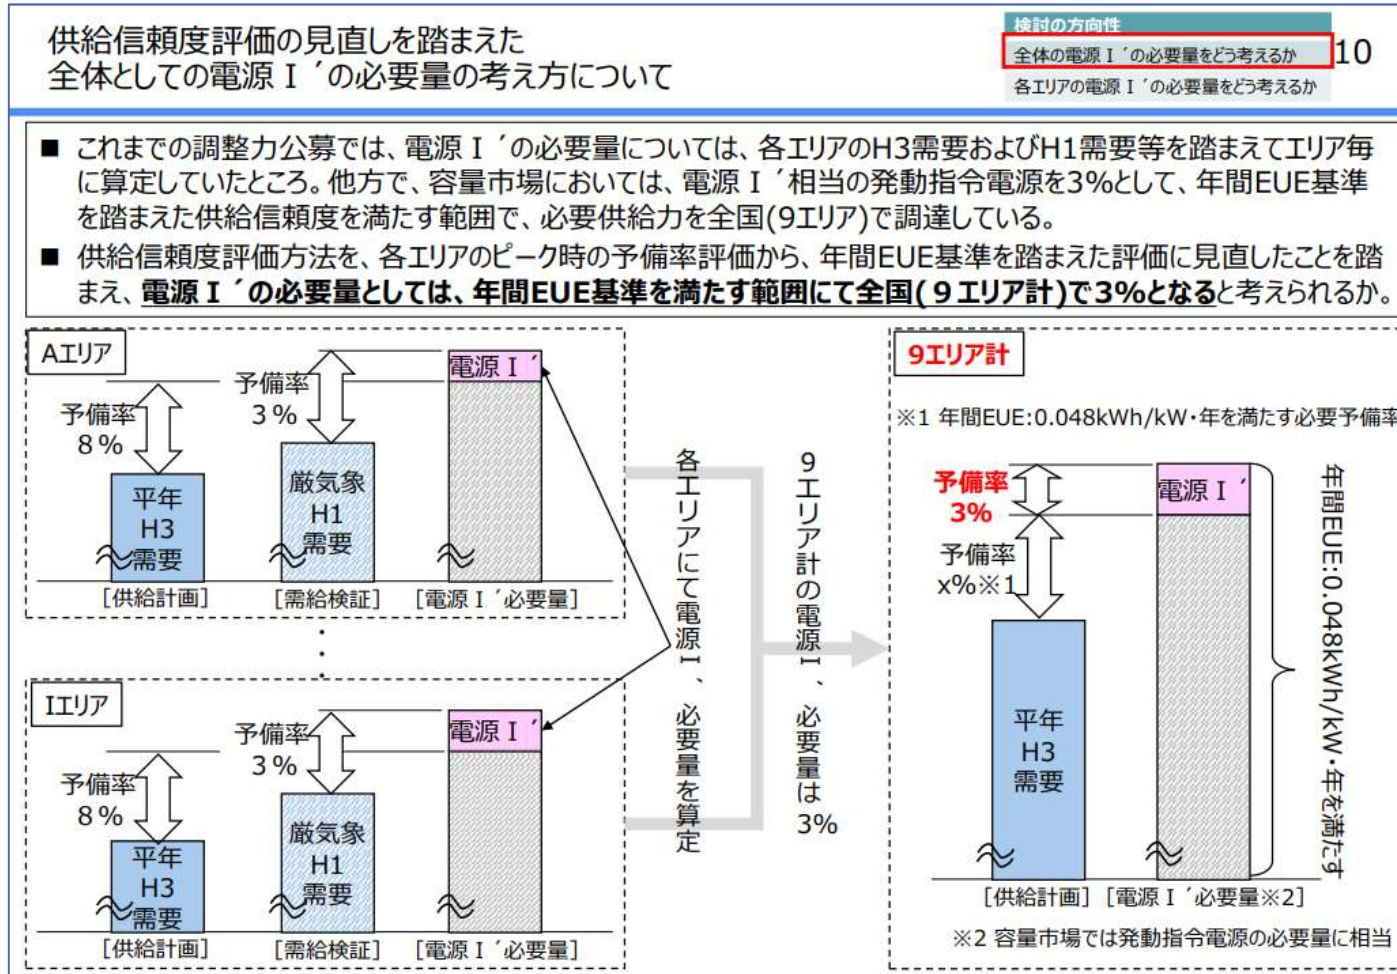 供給信頼度評価の見直しを踏まえた
全体としての電源Ⅰ´の必要量の考え方について
検討の方向性
全体の電源Ⅰ´の必要量をどう考えるか
各エリアの電源Ⅰ´の必要量をどう考えるか
10
■ これまでの調整力公募では、電源Ⅰ´の必要量については、各エリアのH3需要およびH1需要等を踏まえてエリア毎
に算定していたところ。他方で、容量市場においては、電源Ⅰ´相当の発動指令電源を3%として、年間EUE基準
を踏まえた供給信頼度を満たす範囲で、必要供給力を全国(9エリア)で調達している。
■ 供給信頼度評価方法を、各エリアのピーク時の予備率評価から、年間EUE基準を踏まえた評価に見直したことを踏
まえ、電源Ⅰ´の必要量としては、年間EUE基準を満たす範囲にて全国(９エリア計)で3%となると考えられるか。
Aエリア
予備率
８%
平年
H3
需要
[供給計画]
予備率
３%
厳気象
H1
需要
[需給検証]
電源Ⅰ´
[電源Ⅰ´必要量]
Iエリア
予備率
８%
平年
H3
需要
[供給計画]
予備率
３%
厳気象
H1
需要
[需給検証]
電源Ⅰ´
[電源Ⅰ´必要量]
各エリアにて電源Ⅰ´必要量を算定
９エリア計の電源Ⅰ´必要量は3%
9エリア計
※1 年間EUE:0.048kWh/kW・年を満たす必要予備率
予備率
3%
予備率
x%※1
平年
H3
需要
[供給計画]
電源Ⅰ´
[電源Ⅰ´必要量※2]
年間EUE:0.048kWh/kW・年を満たす
※2 容量市場では発動指令電源の必要量に相当